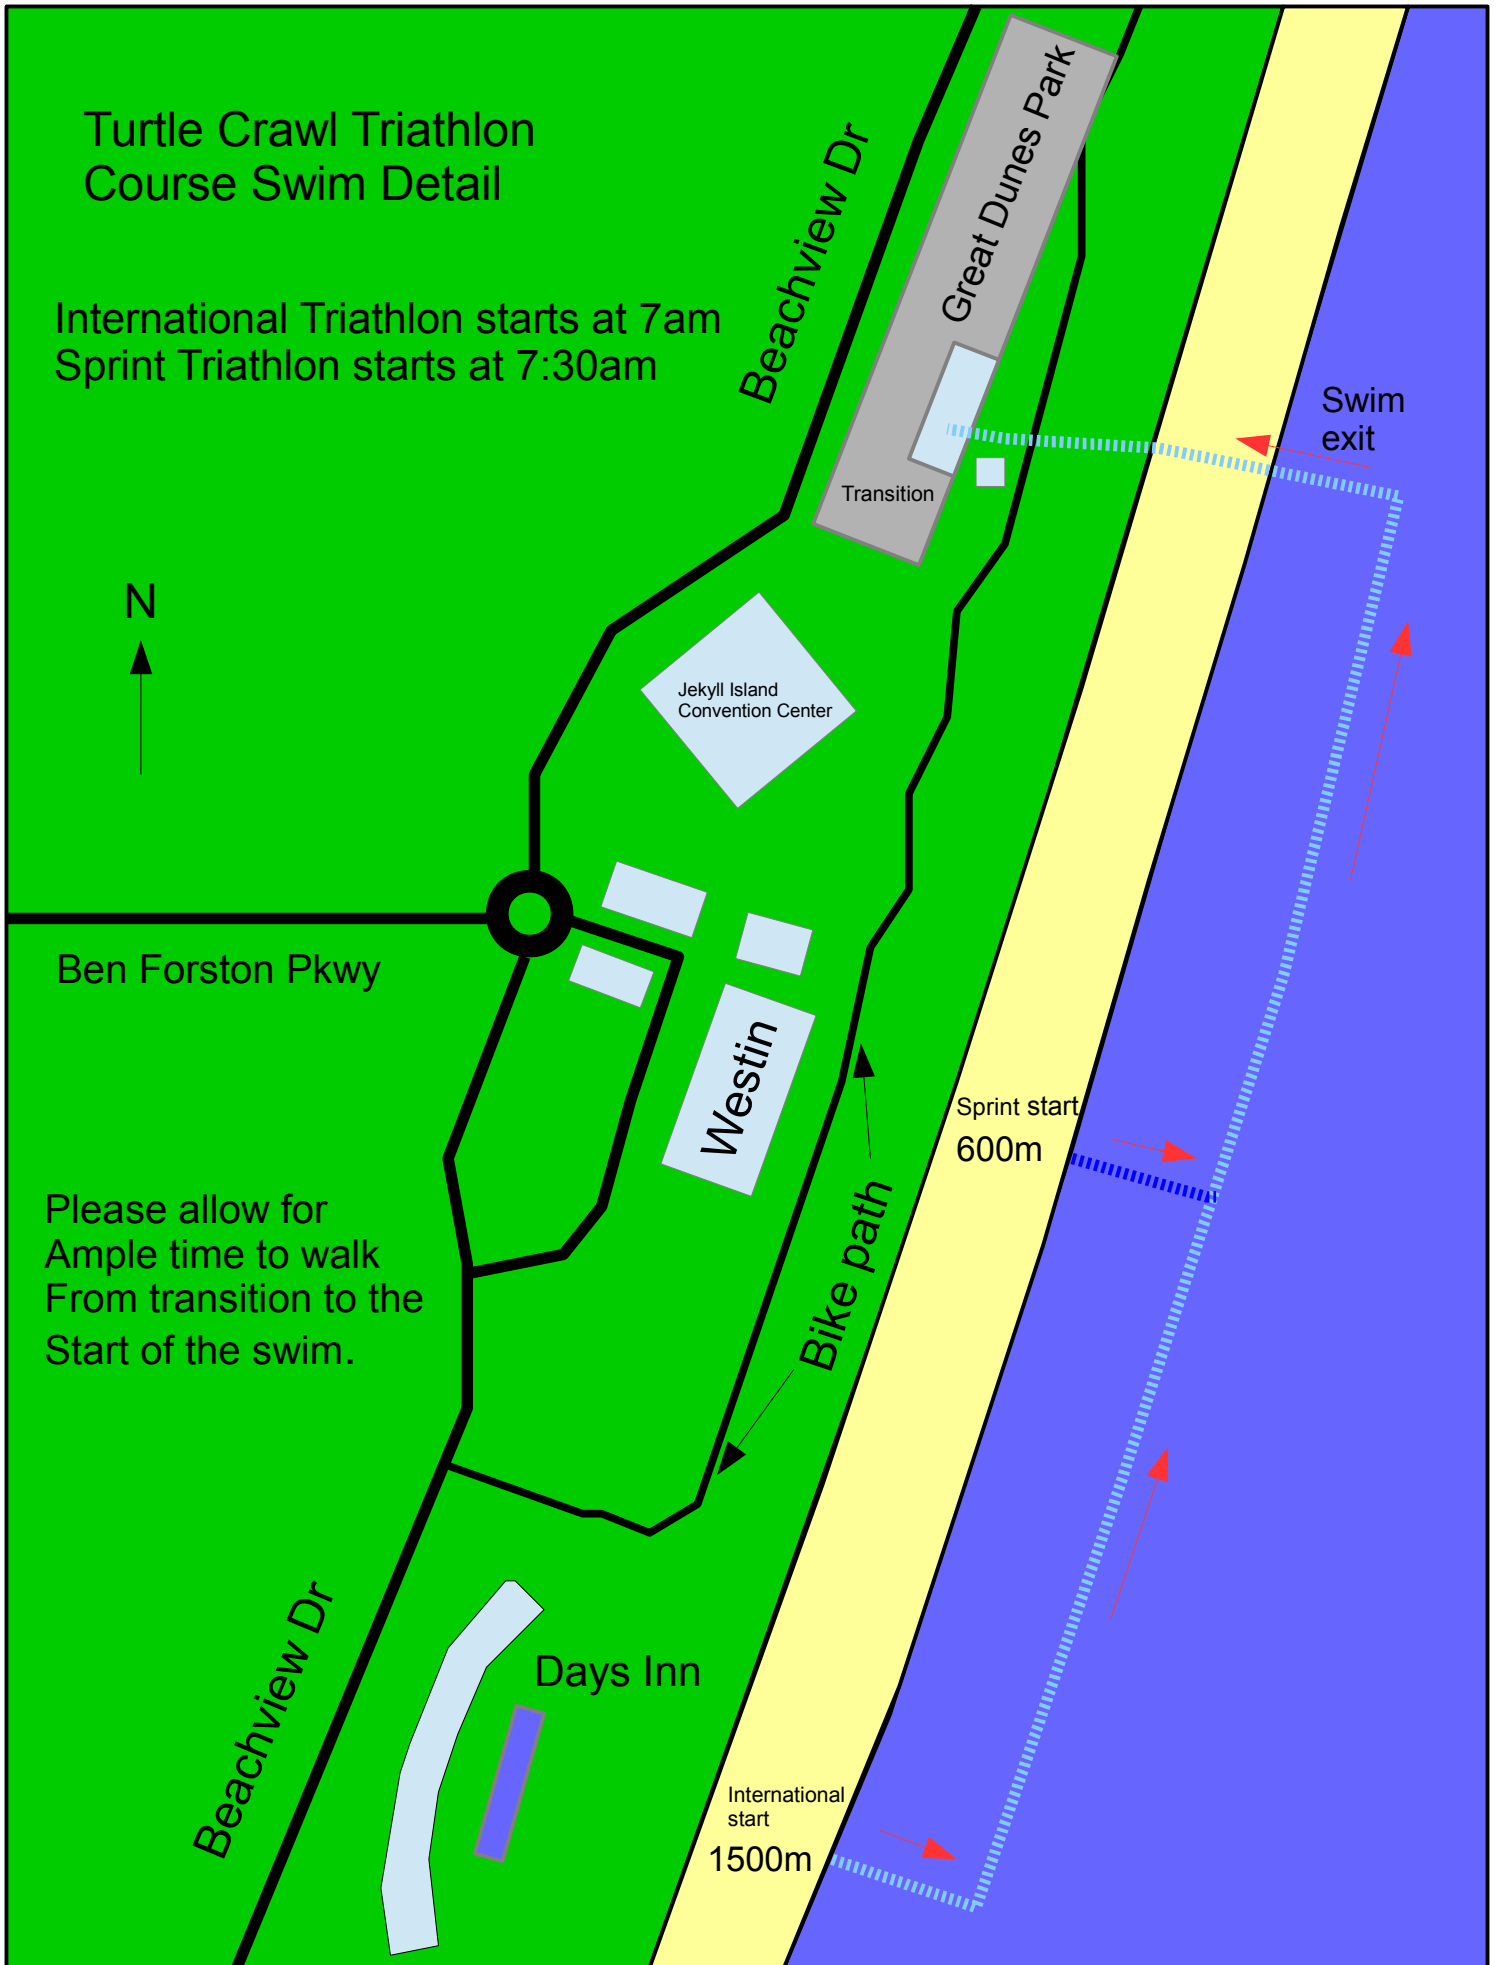 Turtle Crawl Triathlon
Course Swim Detail
International Triathlon starts at 7am
Sprint Triathlon starts at 7:30am
Beachview Dr
Great Dunes Park
Swim
exit
Transition
N
Jekyll Island
Convention Center
Ben Forston Pkwy
Westin
Sprint start
600m
Bike path
Please allow for
Ample time to walk
From transition to the
Start of the swim.
Beachview Dr
Days Inn
International
start
1500m